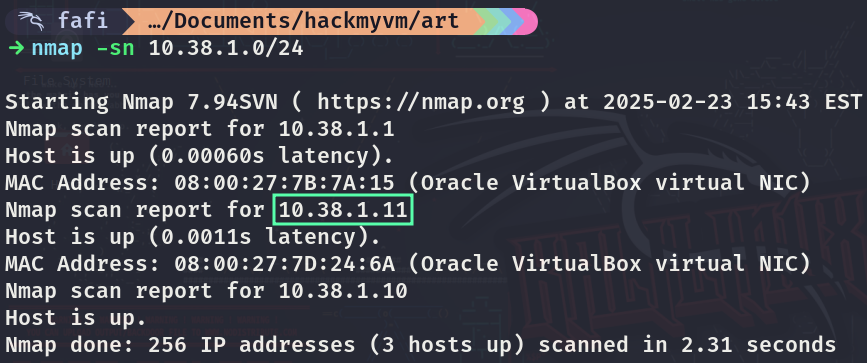 fafi …/Documents/hackmyvm/art
→ nmap -sn 10.38.1.0/24
Starting Nmap 7.94SVN ( https://nmap.org ) at 2025-02-23 15:43 EST
Nmap scan report for 10.38.1.1
Host is up (0.00060s latency).
MAC Address: 08:00:27:7B:7A:15 (Oracle VirtualBox virtual NIC)
Nmap scan report for 10.38.1.11
Host is up (0.0011s latency).
MAC Address: 08:00:27:7D:24:6A (Oracle VirtualBox virtual NIC)
Nmap scan report for 10.38.1.10
Host is up.
Nmap done: 256 IP addresses (3 hosts up) scanned in 2.31 seconds